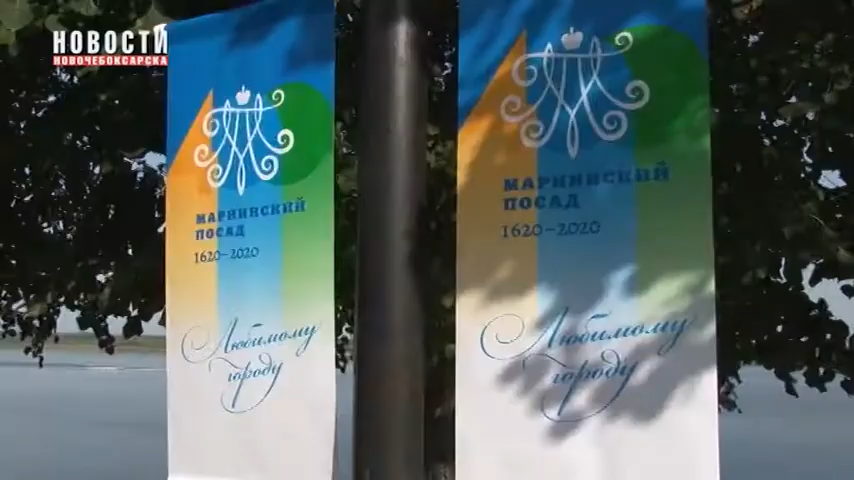 НОВОСТИ
НОВОЧЕБОКСАРСКА
МАРИИНСКИЙ
ПОСАД
1620-2020
Любимому
городу
МАРИИНСКИЙ
ПОСАД
1620-2020
Любимому
городу